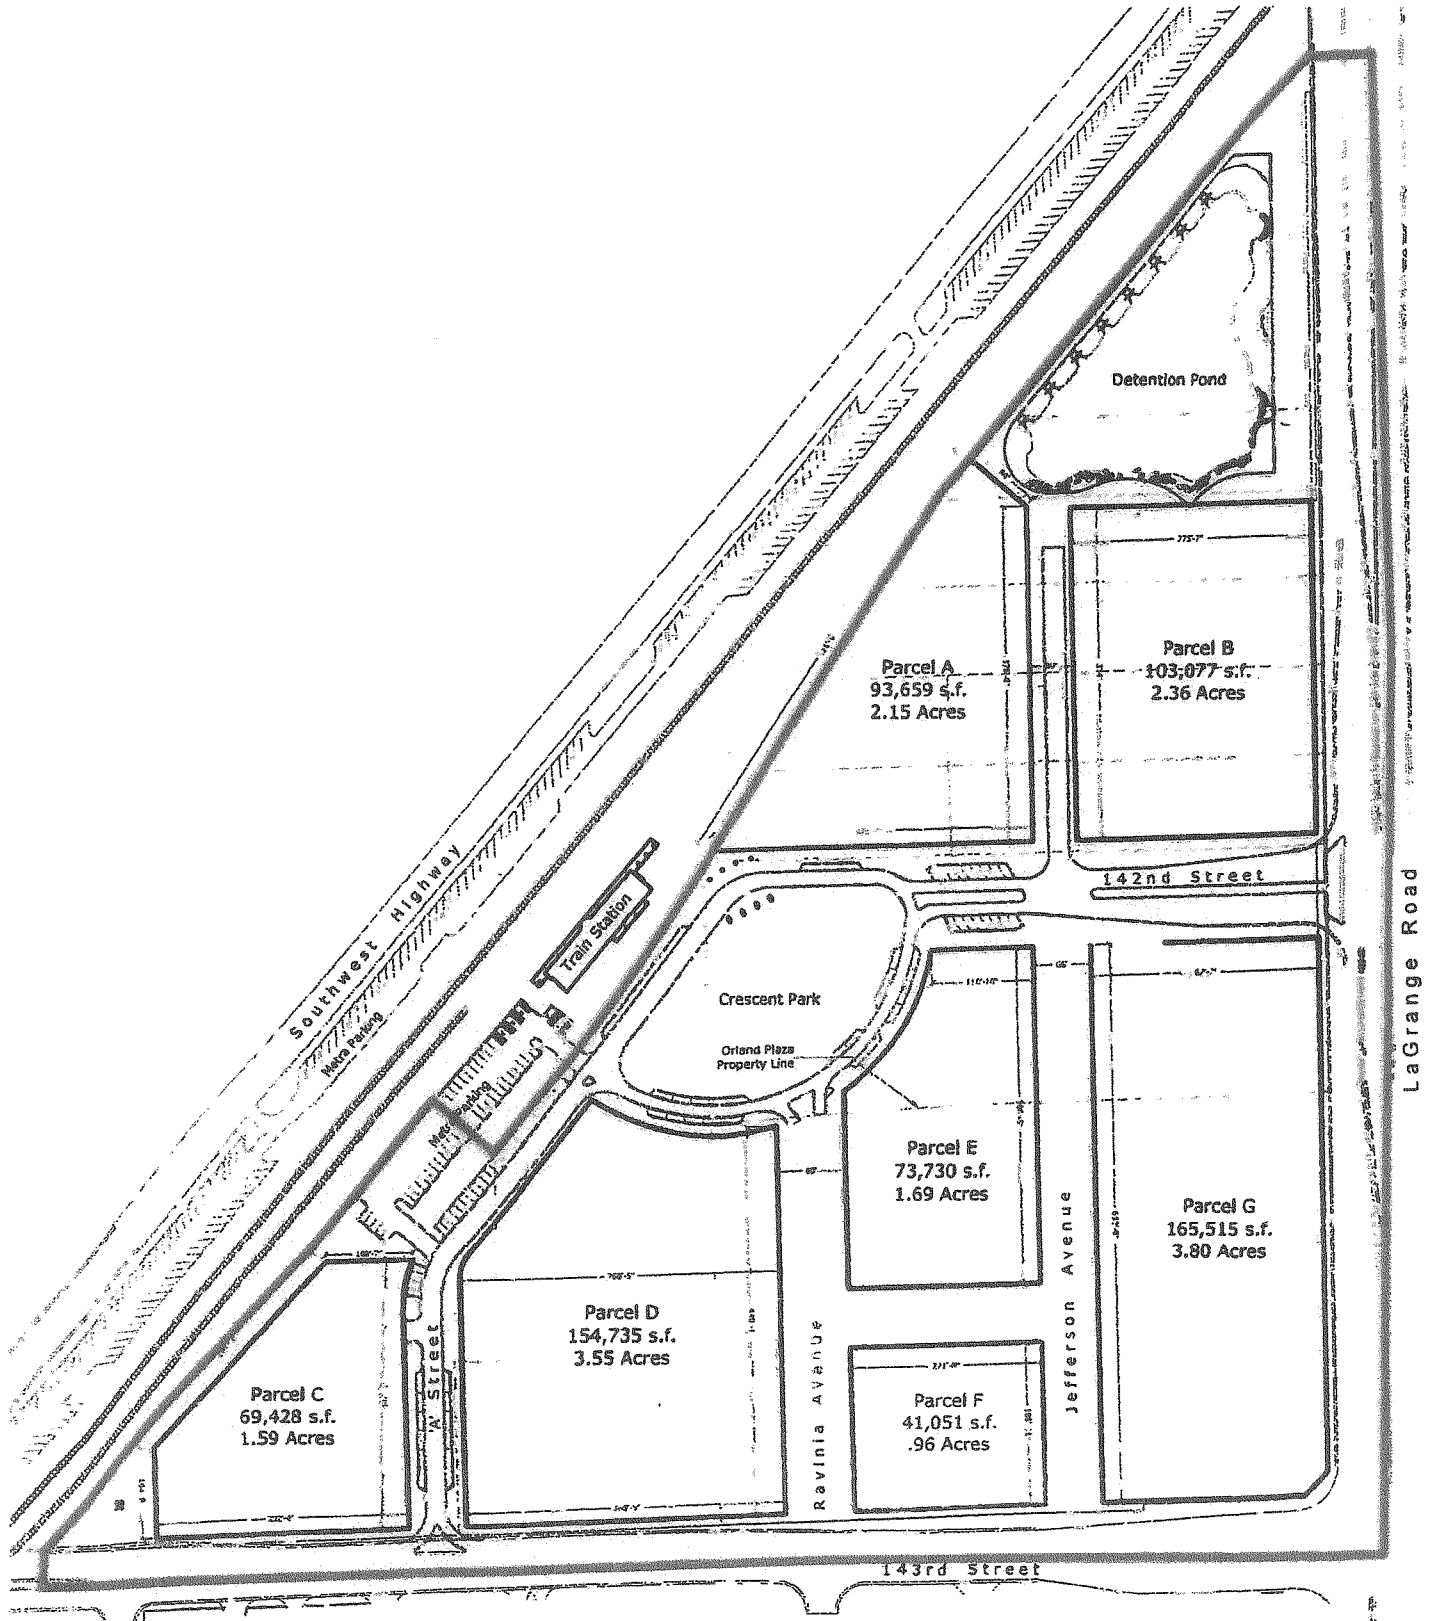 Detention Pond
Parcel A
93,659 s.f.
2.15 Acres
Parcel B
103,077 s.f.
2.36 Acres
Southwest Highway
Metra Parking
Train Station
142nd Street
LaGrange Road
Crescent Park
Orland Plaza
Property Line
Metra Parking
Parcel E
73,730 s.f.
1.69 Acres
Parcel G
165,515 s.f.
3.80 Acres
Parcel D
154,735 s.f.
3.55 Acres
Parcel C
69,428 s.f.
1.59 Acres
'A' Street
Ravinia Avenue
Jefferson Avenue
Parcel F
41,051 s.f.
.96 Acres
143rd Street